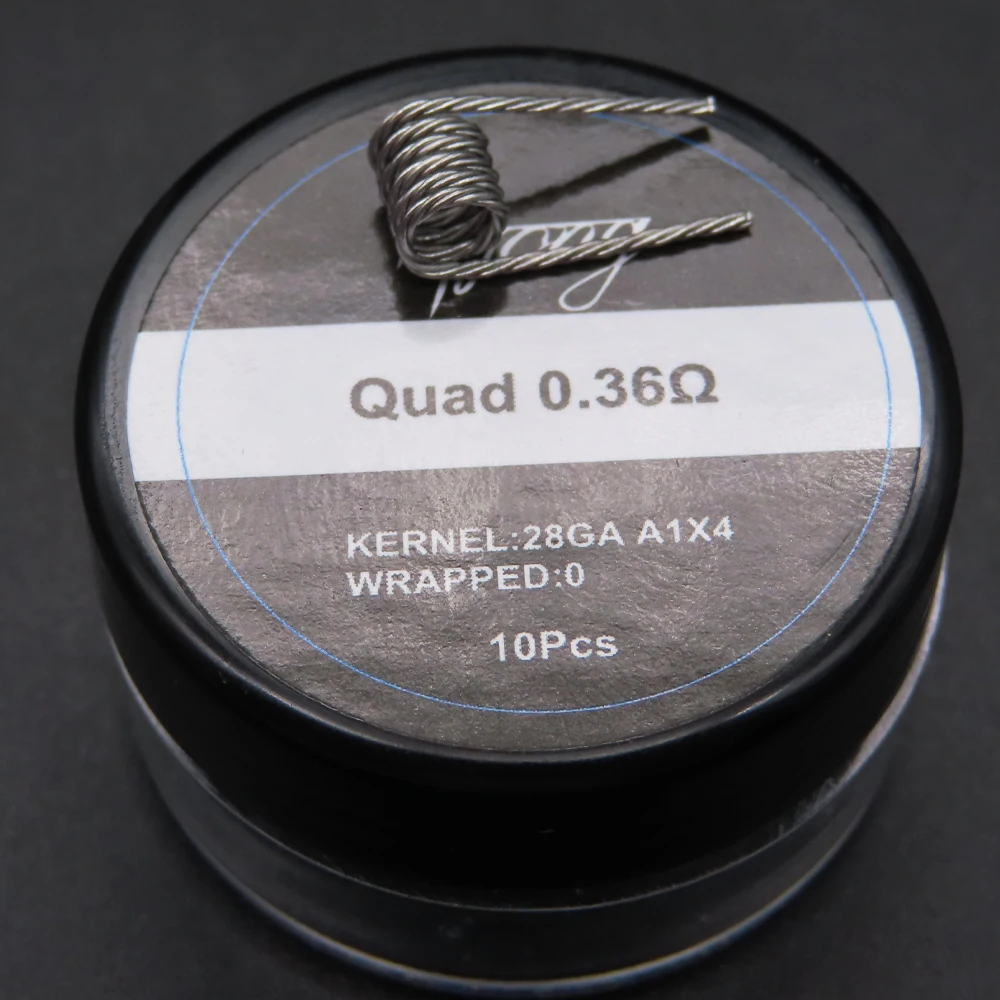 Quad 0.36Ω
KERNEL:28GA A1X4
WRAPPED:0
10Pcs